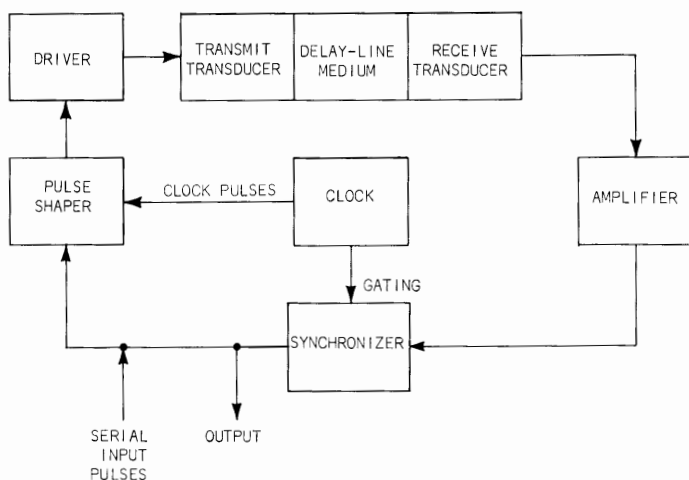 DRIVER
TRANSMIT
TRANSDUCER
DELAY-LINE
MEDIUM
RECEIVE
TRANSDUCER
PULSE
SHAPER
CLOCK PULSES
CLOCK
AMPLIFIER
GATING
SYNCHRONIZER
SERIAL
INPUT
PULSES
OUTPUT